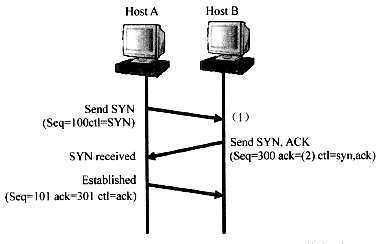 Host A Host B
Send SYN
(Seq=100ctl=SYN)
(1)
Send SYN, ACK
(Seq=300 ack=(2) ctl=syn,ack)
SYN received
Established
(Seq=101 ack=301 ctl=ack)